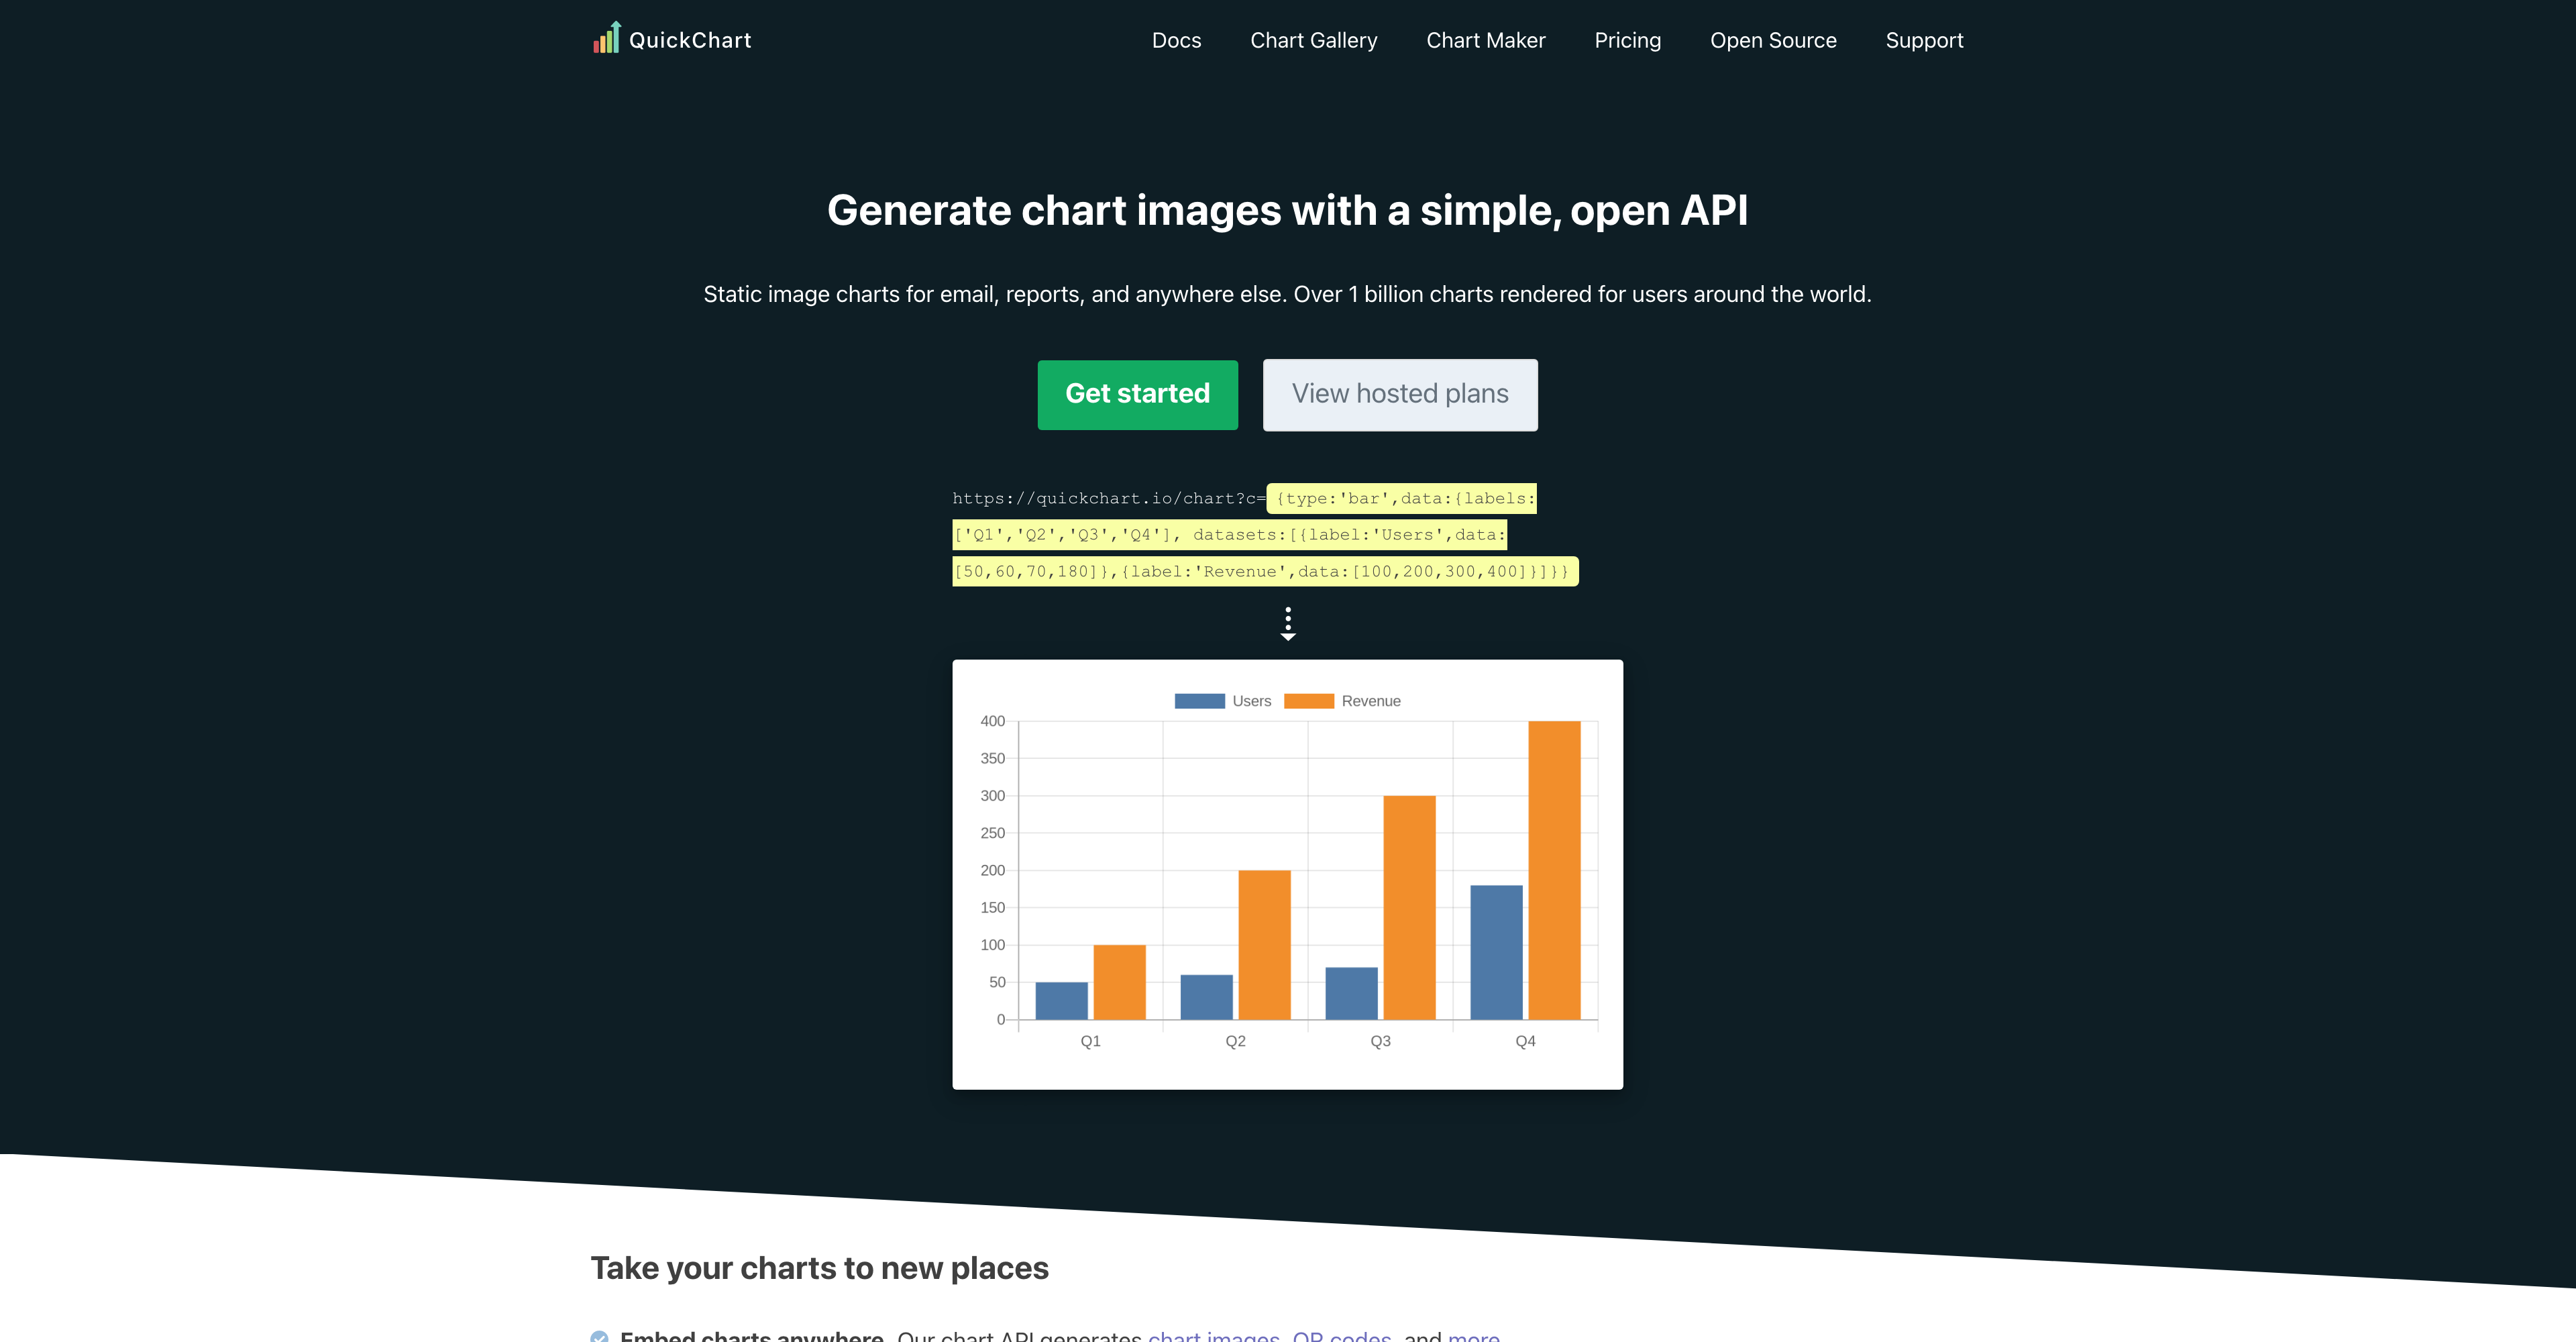 QuickChart
Docs Chart Gallery Chart Maker Pricing Open Source Support
Generate chart images with a simple, open API
Static image charts for email, reports, and anywhere else. Over 1 billion charts rendered for users around the world.
Get started View hosted plans
https://quickchart.io/chart?c={type:'bar',data:{labels:
['Q1','Q2','Q3','Q4'], datasets:[{label:'Users',data:
[50,60,70,180]},{label:'Revenue',data:[100,200,300,400]}]}}
Users Revenue
400
350
300
250
200
150
100
50
0
Q1 Q2 Q3 Q4
Take your charts to new places
Embed charts anywhere. Our chart API generates chart images, QR codes, and more.